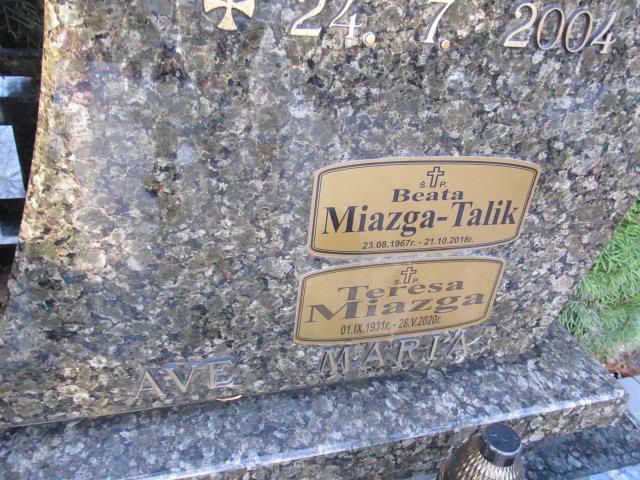 24. 7. 2004
Ś. P.
Beata
Miazga-Talik
23.08.1967r. - 21.10.2018r.
Ś. P.
Teresa
Miazga
01.IX.1931r. - 26.V.2020r.
AVE MARIA